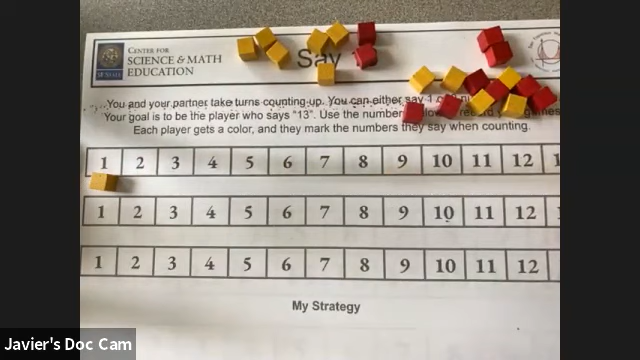 CENTER FOR
SCIENCE & MATH
EDUCATION
Say
You and your partner take turns counting up. You can either say 1 or
Your goal is to be the player who says "13". Use the number
Each player gets a color, and they mark the numbers they say when counting.
1 2 3 4 5 6 7 8 9 10 11 12 1
1 2 3 4 5 6 7 8 9 10 11 12
1 2 3 4 5 6 7 8 9 10 11 12
My Strategy
Javier's Doc Cam